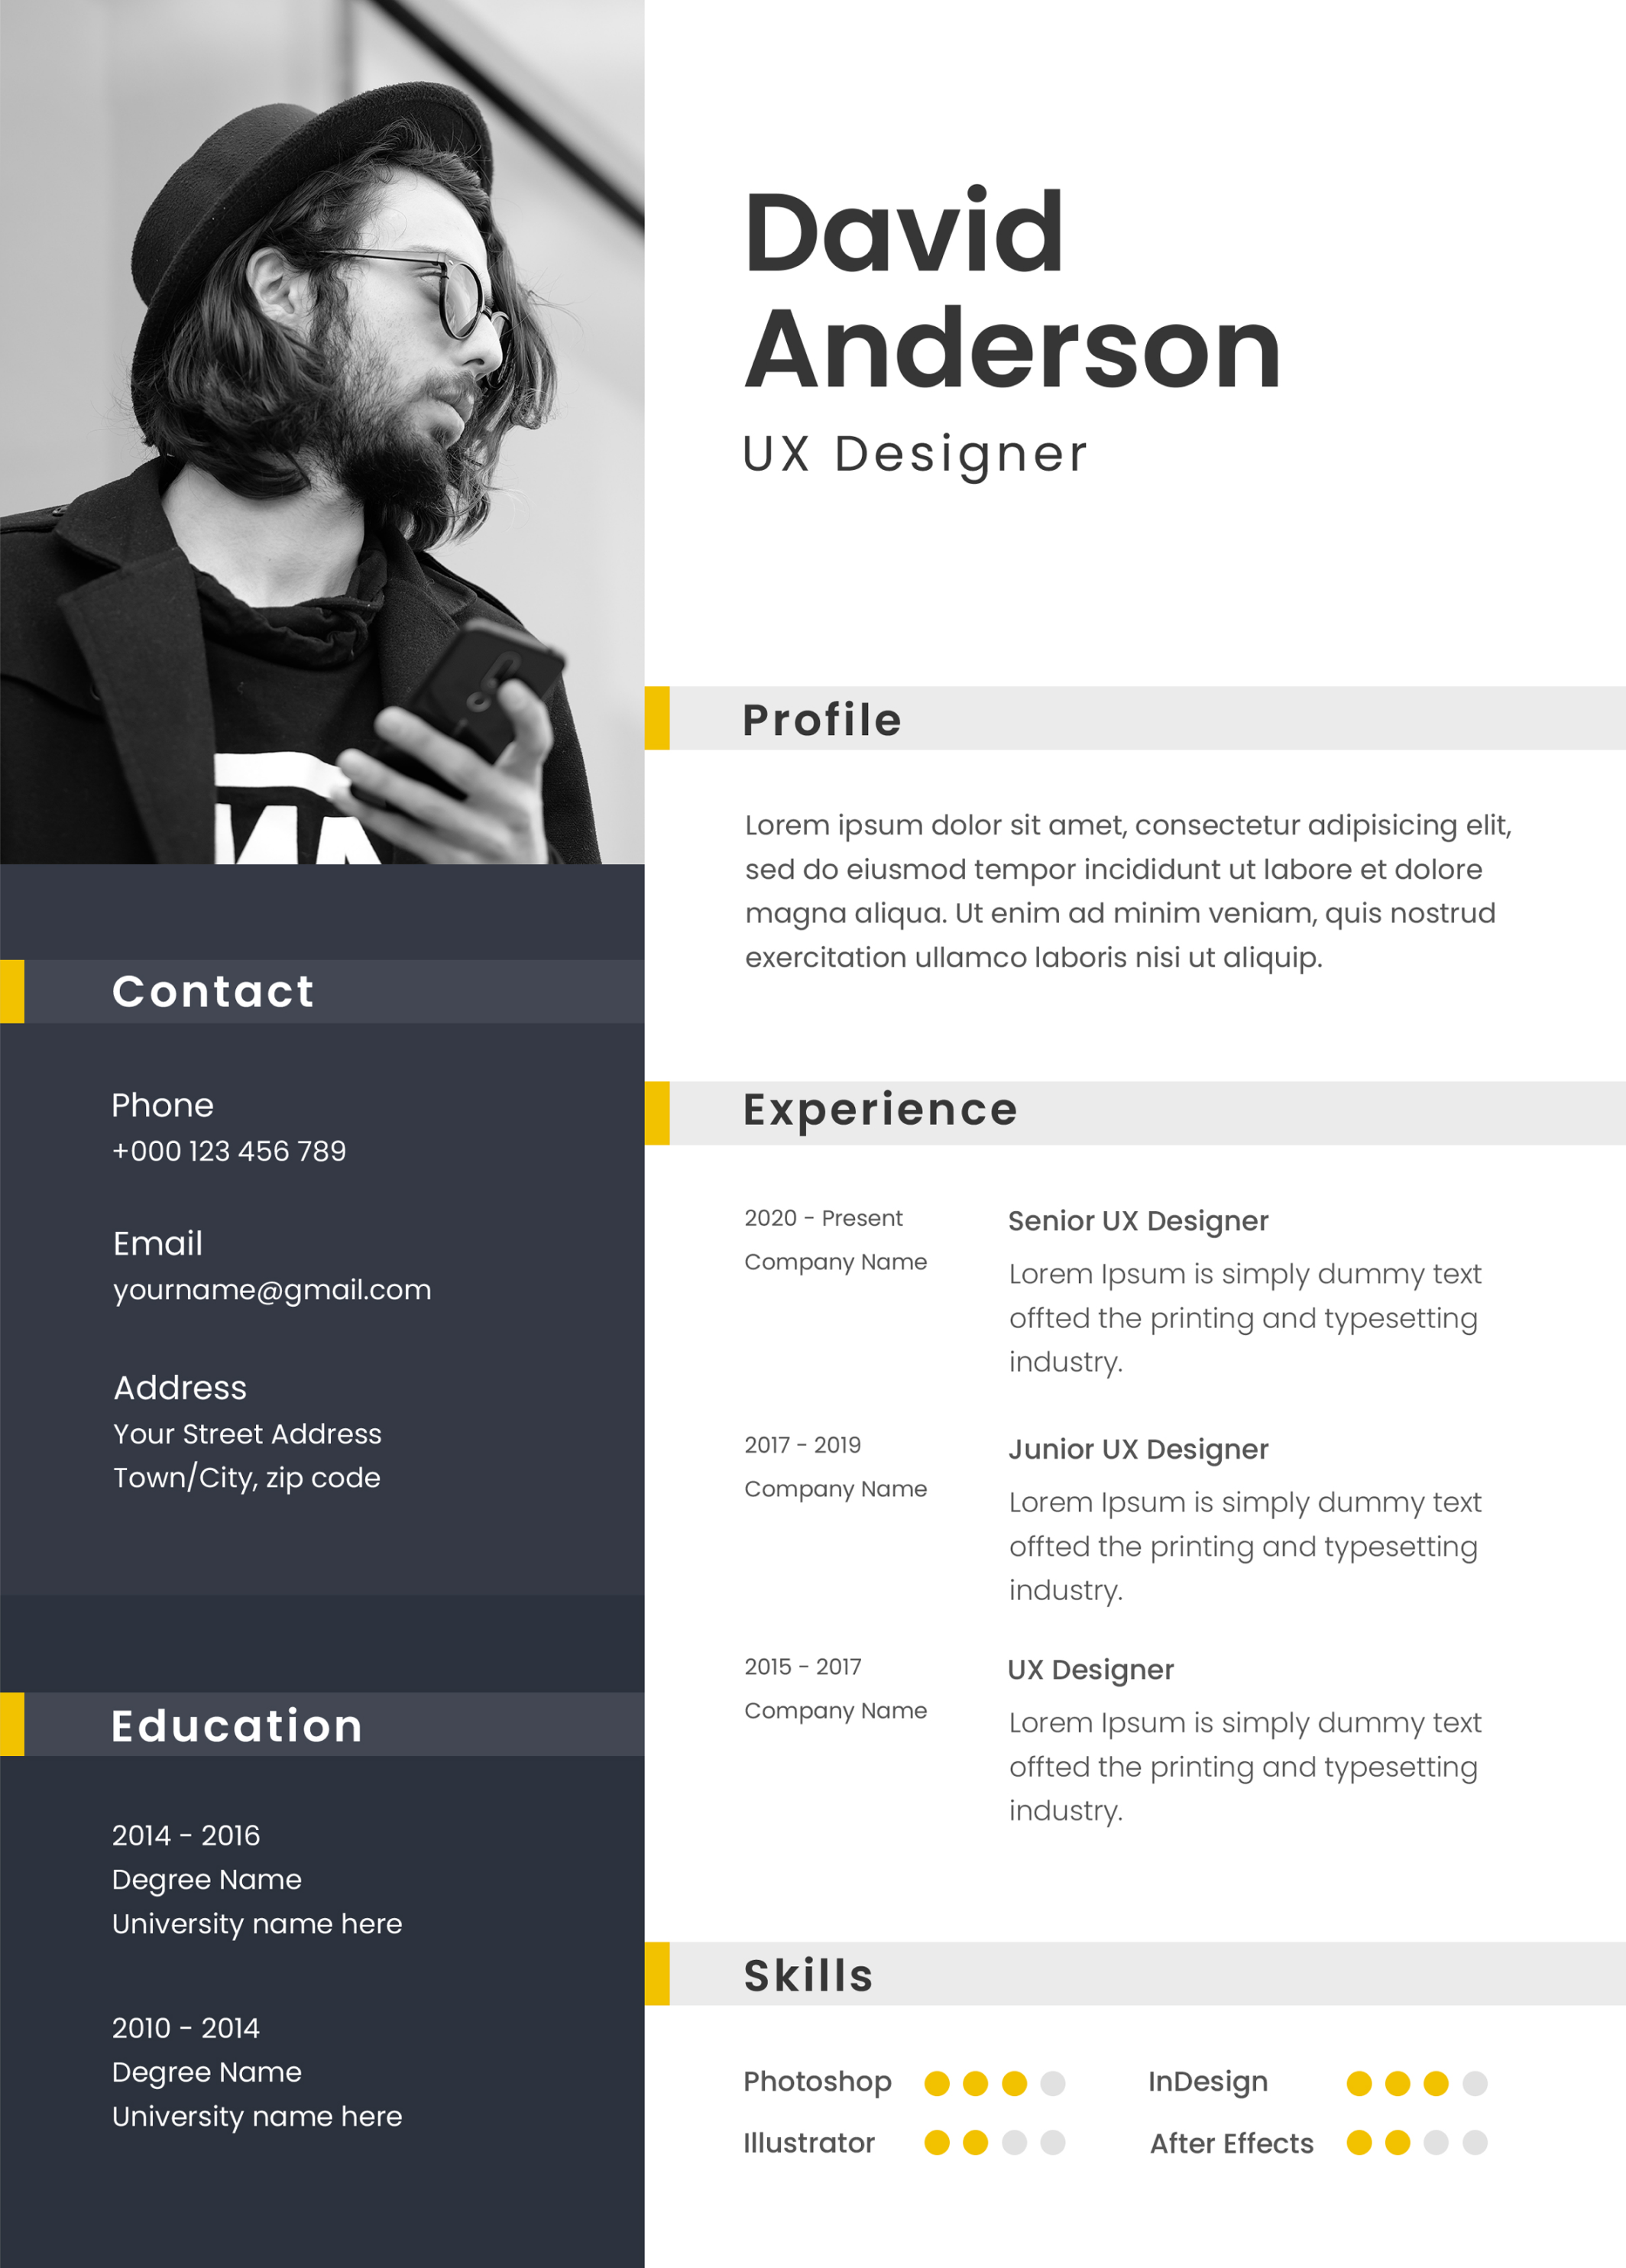 David
Anderson
UX Designer
Contact
Phone
+000 123 456 789
Email
yourname@gmail.com
Address
Your Street Address
Town/City, zip code
Education
2014 - 2016
Degree Name
University name here
2010 - 2014
Degree Name
University name here
Profile
Lorem ipsum dolor sit amet, consectetur adipisicing elit,
sed do eiusmod tempor incididunt ut labore et dolore
magna aliqua. Ut enim ad minim veniam, quis nostrud
exercitation ullamco laboris nisi ut aliquip.
Experience
2020 - Present
Company Name
Senior UX Designer
Lorem Ipsum is simply dummy text
offted the printing and typesetting
industry.
2017 - 2019
Company Name
Junior UX Designer
Lorem Ipsum is simply dummy text
offted the printing and typesetting
industry.
2015 - 2017
Company Name
UX Designer
Lorem Ipsum is simply dummy text
offted the printing and typesetting
industry.
Skills
Photoshop
InDesign
Illustrator
After Effects